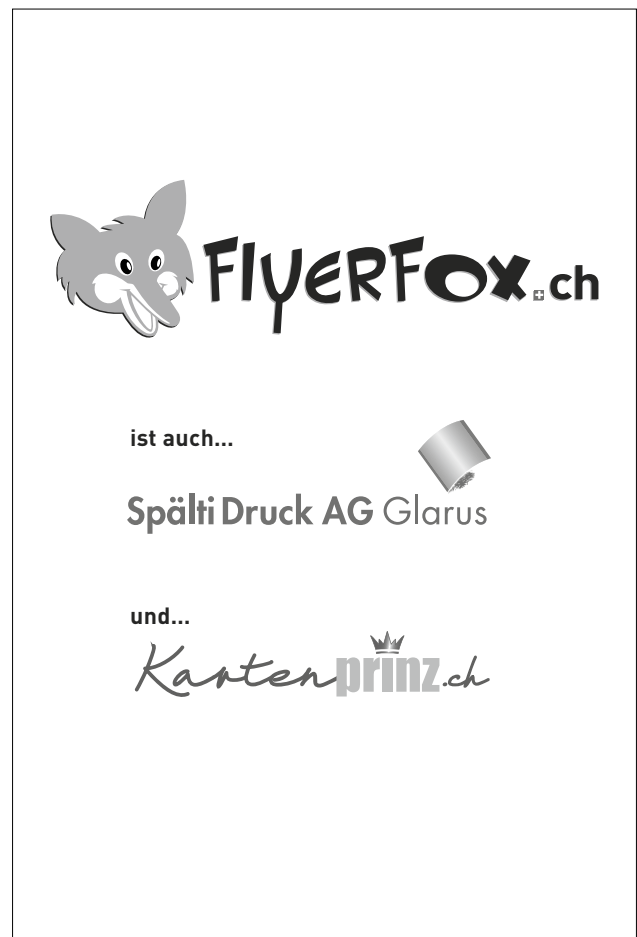 FlyerFox.ch
ist auch...
Spälti Druck AG Glarus
und...
Kartenprinz.ch